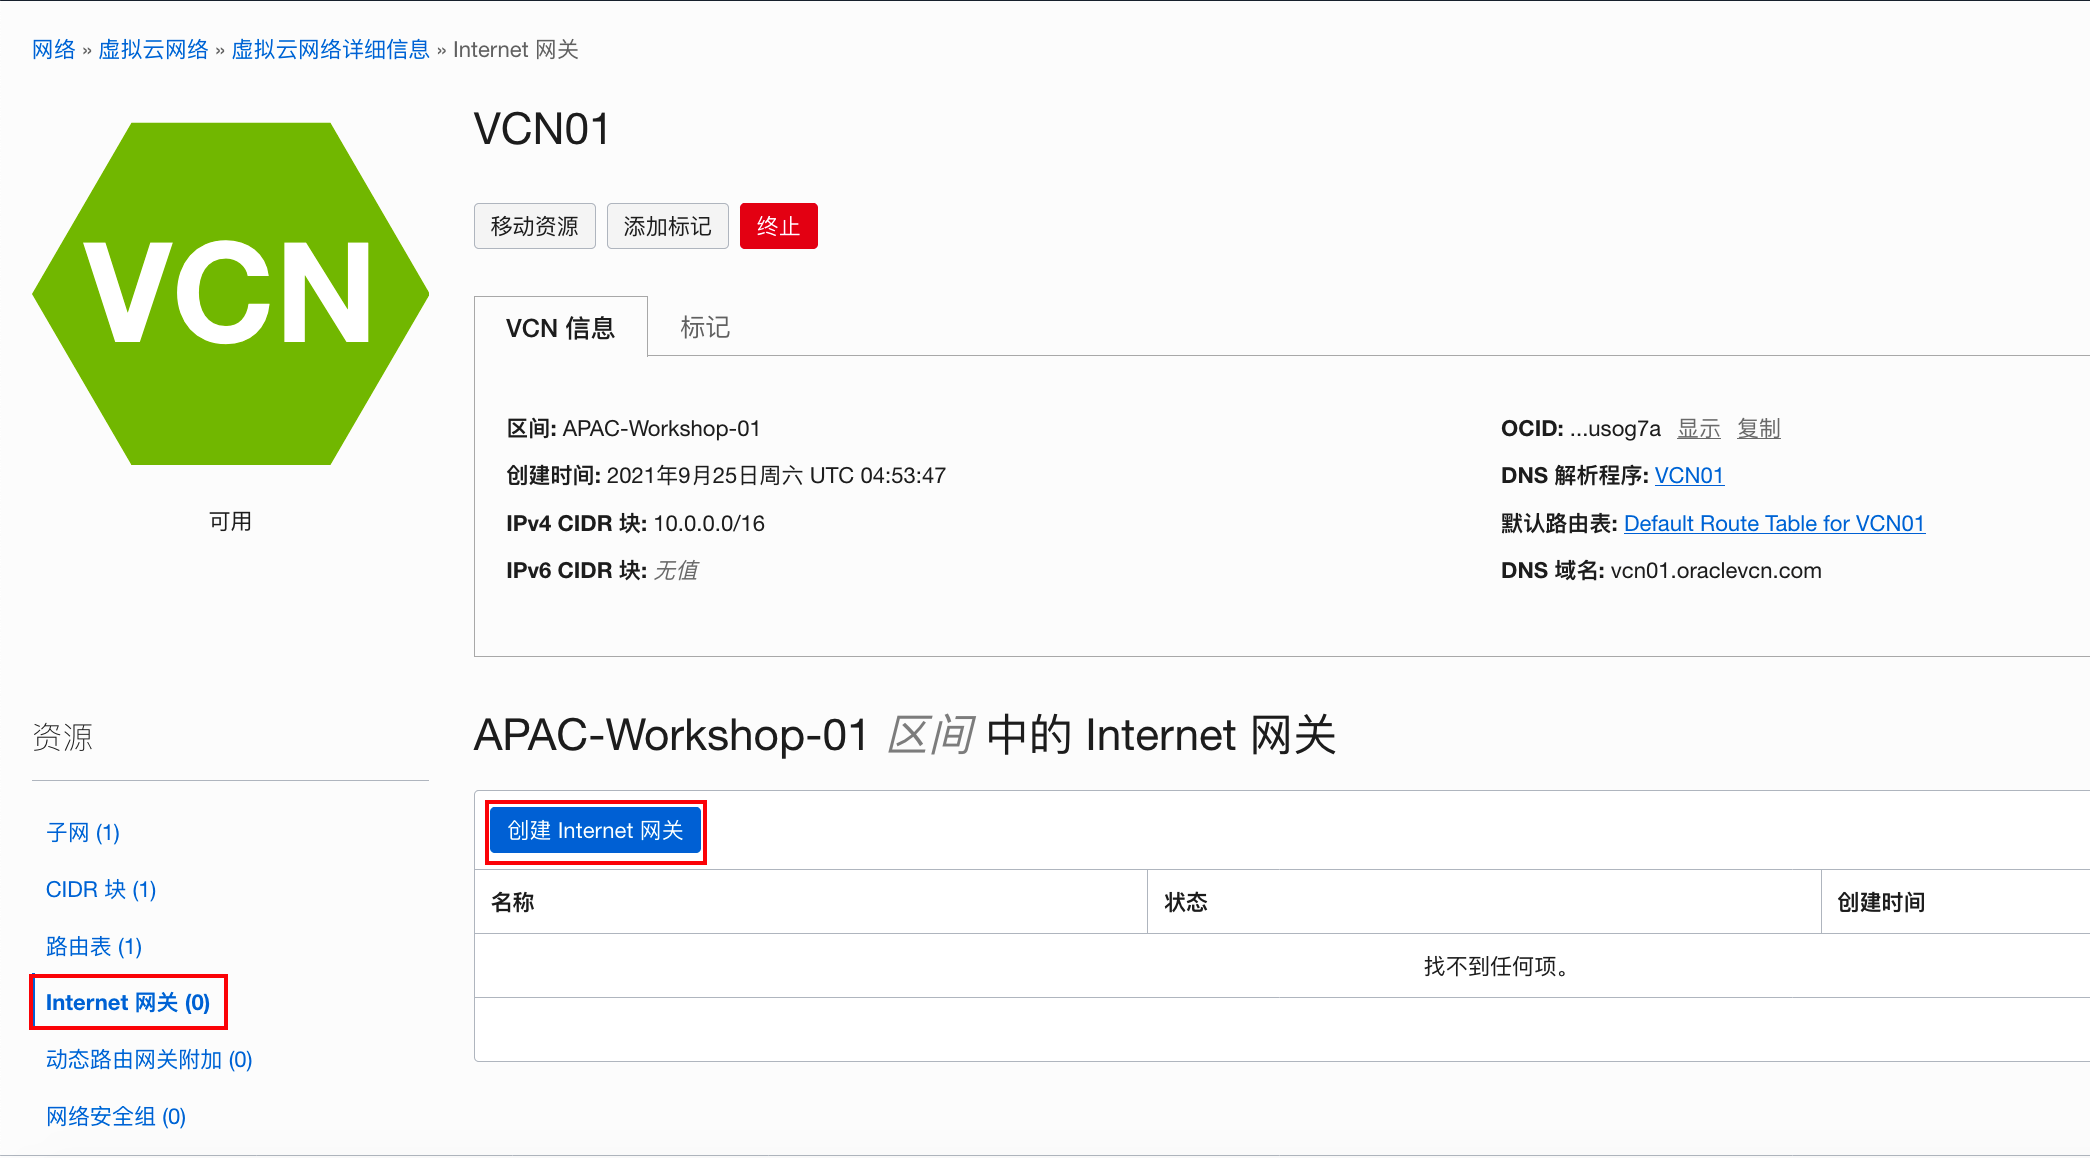 网络 » 虚拟云网络 » 虚拟云网络详细信息 » Internet 网关
VCN
可用
VCN01
移动资源 添加标记 终止
VCN 信息 标记
区间: APAC-Workshop-01
创建时间: 2021年9月25日周六 UTC 04:53:47
IPv4 CIDR 块: 10.0.0.0/16
IPv6 CIDR 块: 无值
OCID: ...usog7a 显示 复制
DNS 解析程序: VCN01
默认路由表: Default Route Table for VCN01
DNS 域名: vcn01.oraclevcn.com
资源
子网 (1)
CIDR 块 (1)
路由表 (1)
Internet 网关 (0)
动态路由网关附加 (0)
网络安全组 (0)
APAC-Workshop-01 区间 中的 Internet 网关
创建 Internet 网关
名称 状态 创建时间
找不到任何项。